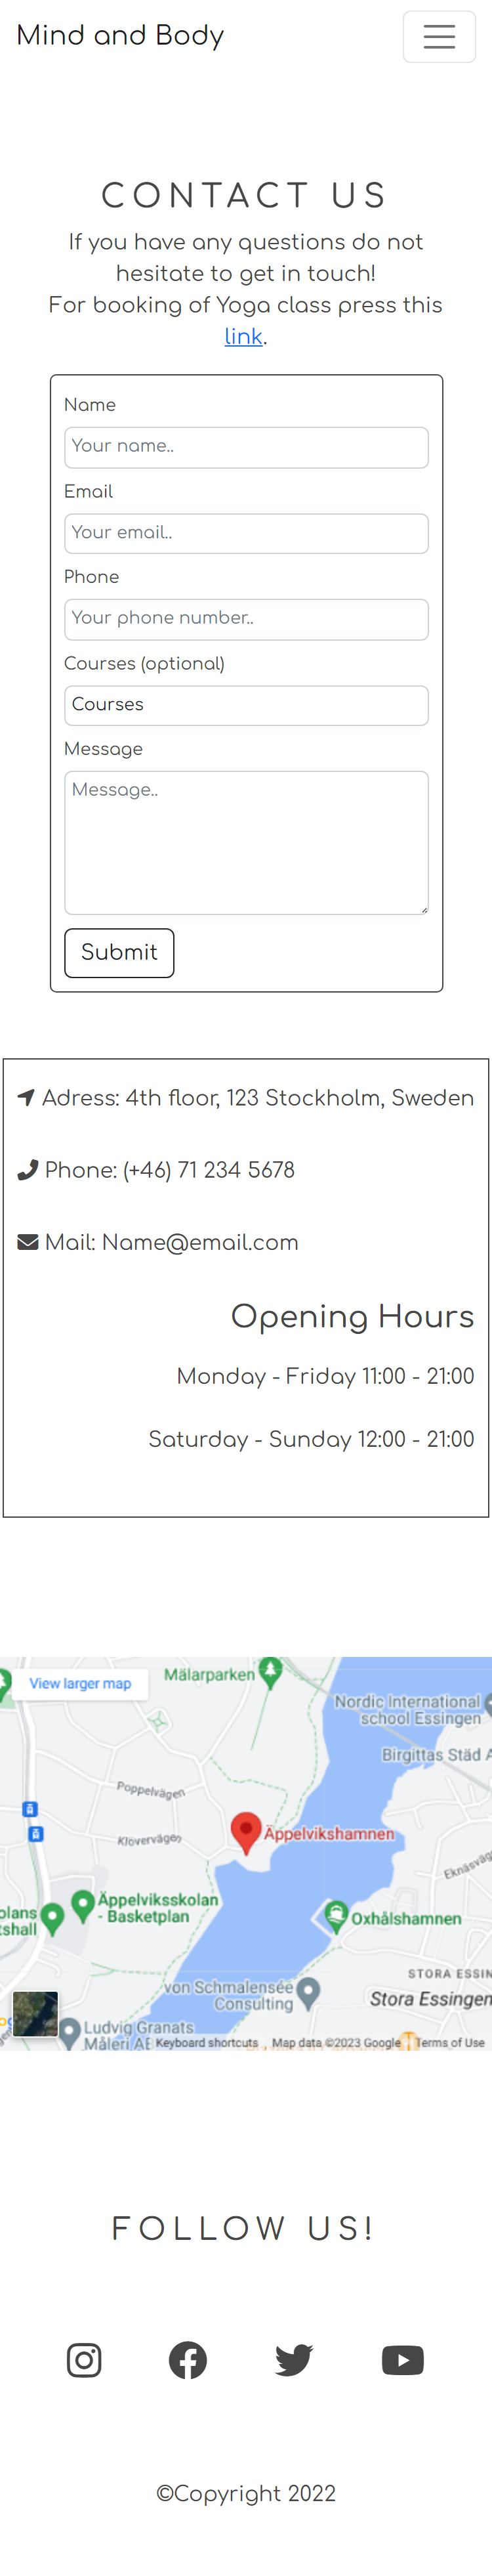 Mind and Body
CONTACT US
If you have any questions do not
hesitate to get in touch!
For booking of Yoga class press this
link.
Name
Your name..
Email
Your email..
Phone
Your phone number..
Courses (optional)
Courses
Message
Message..
Submit
Adress: 4th floor, 123 Stockholm, Sweden
Phone: (+46) 71 234 5678
Mail: Name@email.com
Opening Hours
Monday - Friday 11:00 - 21:00
Saturday - Sunday 12:00 - 21:00
View larger map
Mälarparken
Nordic International
school Essingen
Birgittas Städ A
Poppelvägen
Klövervägen
Äppelvikshamnen
Äppelviksskolan
- Basketplan
olans
tshall
Oxhålshamnen
STORA ESSIN
Stora Essingen
von Schmalensée
Consulting
Ludvig Granats
Måleri AE
Keyboard shortcuts
Map data ©2023 Google
Terms of Use
FOLLOW US!
©Copyright 2022